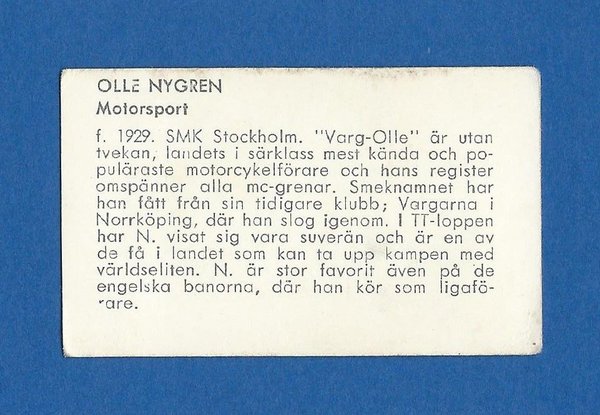 OLLE NYGREN
Motorsport
f. 1929. SMK Stockholm. "Varg-Olle" är utan
tvekan, landets i särklass mest kända och po-
puläraste motorcykelförare och hans register
omspänner alla mc-grenar. Smeknamnet har
han fått från sin tidigare klubb; Vargarna i
Norrköping, där han slog igenom. I TT-loppen
har N. visat sig vara suverän och är en av
de få i landet som kan ta upp kampen med
världseliten. N. är stor favorit även på de
engelska banorna, där han kör som ligafö-
rare.